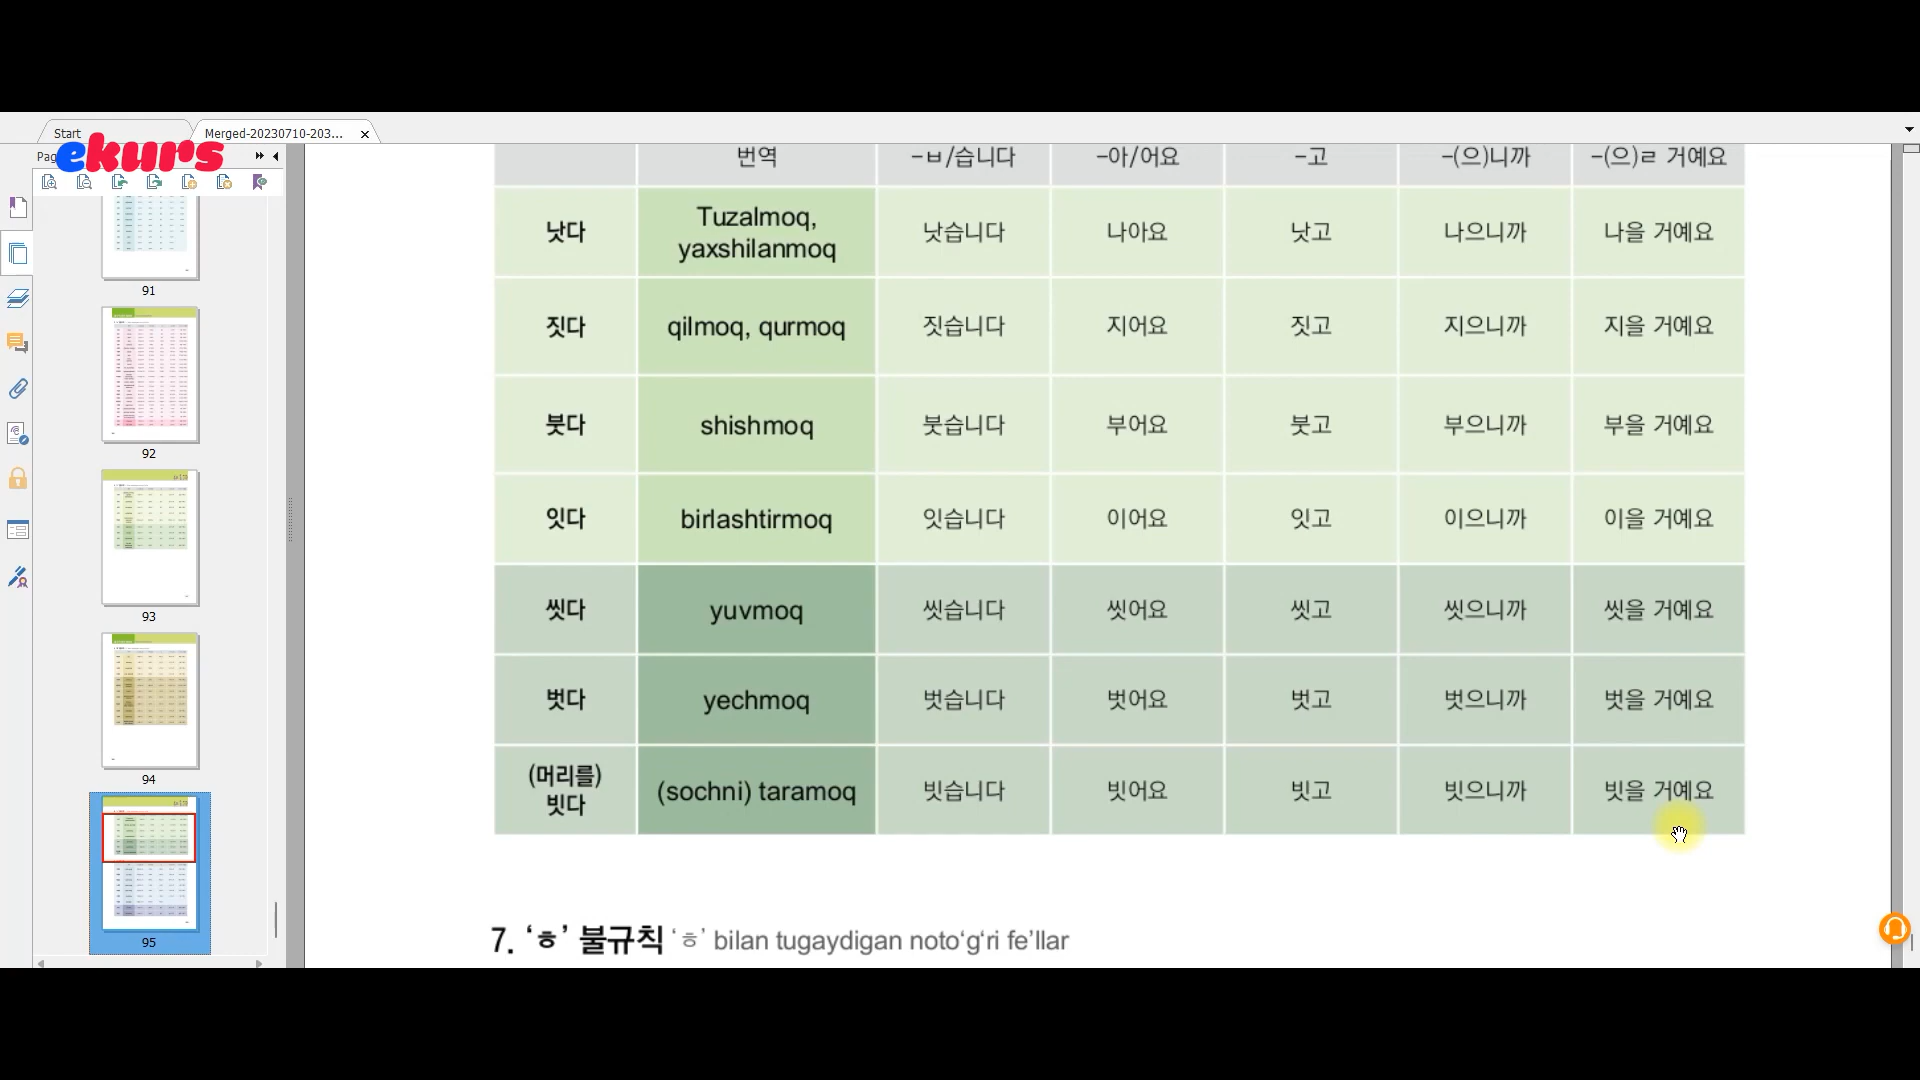 Start
Merged-20230710-203...
ekurs
번역 –ㅂ/습니다 –아/어요 –고 –(으)니까 –(으)ㄹ 거예요
낫다 Tuzalmoq, yaxshilanmoq 낫습니다 나아요 낫고 나으니까 나을 거예요
짓다 qilmoq, qurmoq 짓습니다 지어요 짓고 지으니까 지을 거예요
붓다 shishmoq 붓습니다 부어요 붓고 부으니까 부을 거예요
잇다 birlashtirmoq 잇습니다 이어요 잇고 이으니까 이을 거예요
씻다 yuvmoq 씻습니다 씻어요 씻고 씻으니까 씻을 거예요
벗다 yechmoq 벗습니다 벗어요 벗고 벗으니까 벗을 거예요
(머리를) 빗다 (sochni) taramoq 빗습니다 빗어요 빗고 빗으니까 빗을 거예요
7. ‘ㅎ’ 불규칙 ‘ㅎ’ bilan tugaydigan noto‘g‘ri fe’llar
91
92
93
94
95